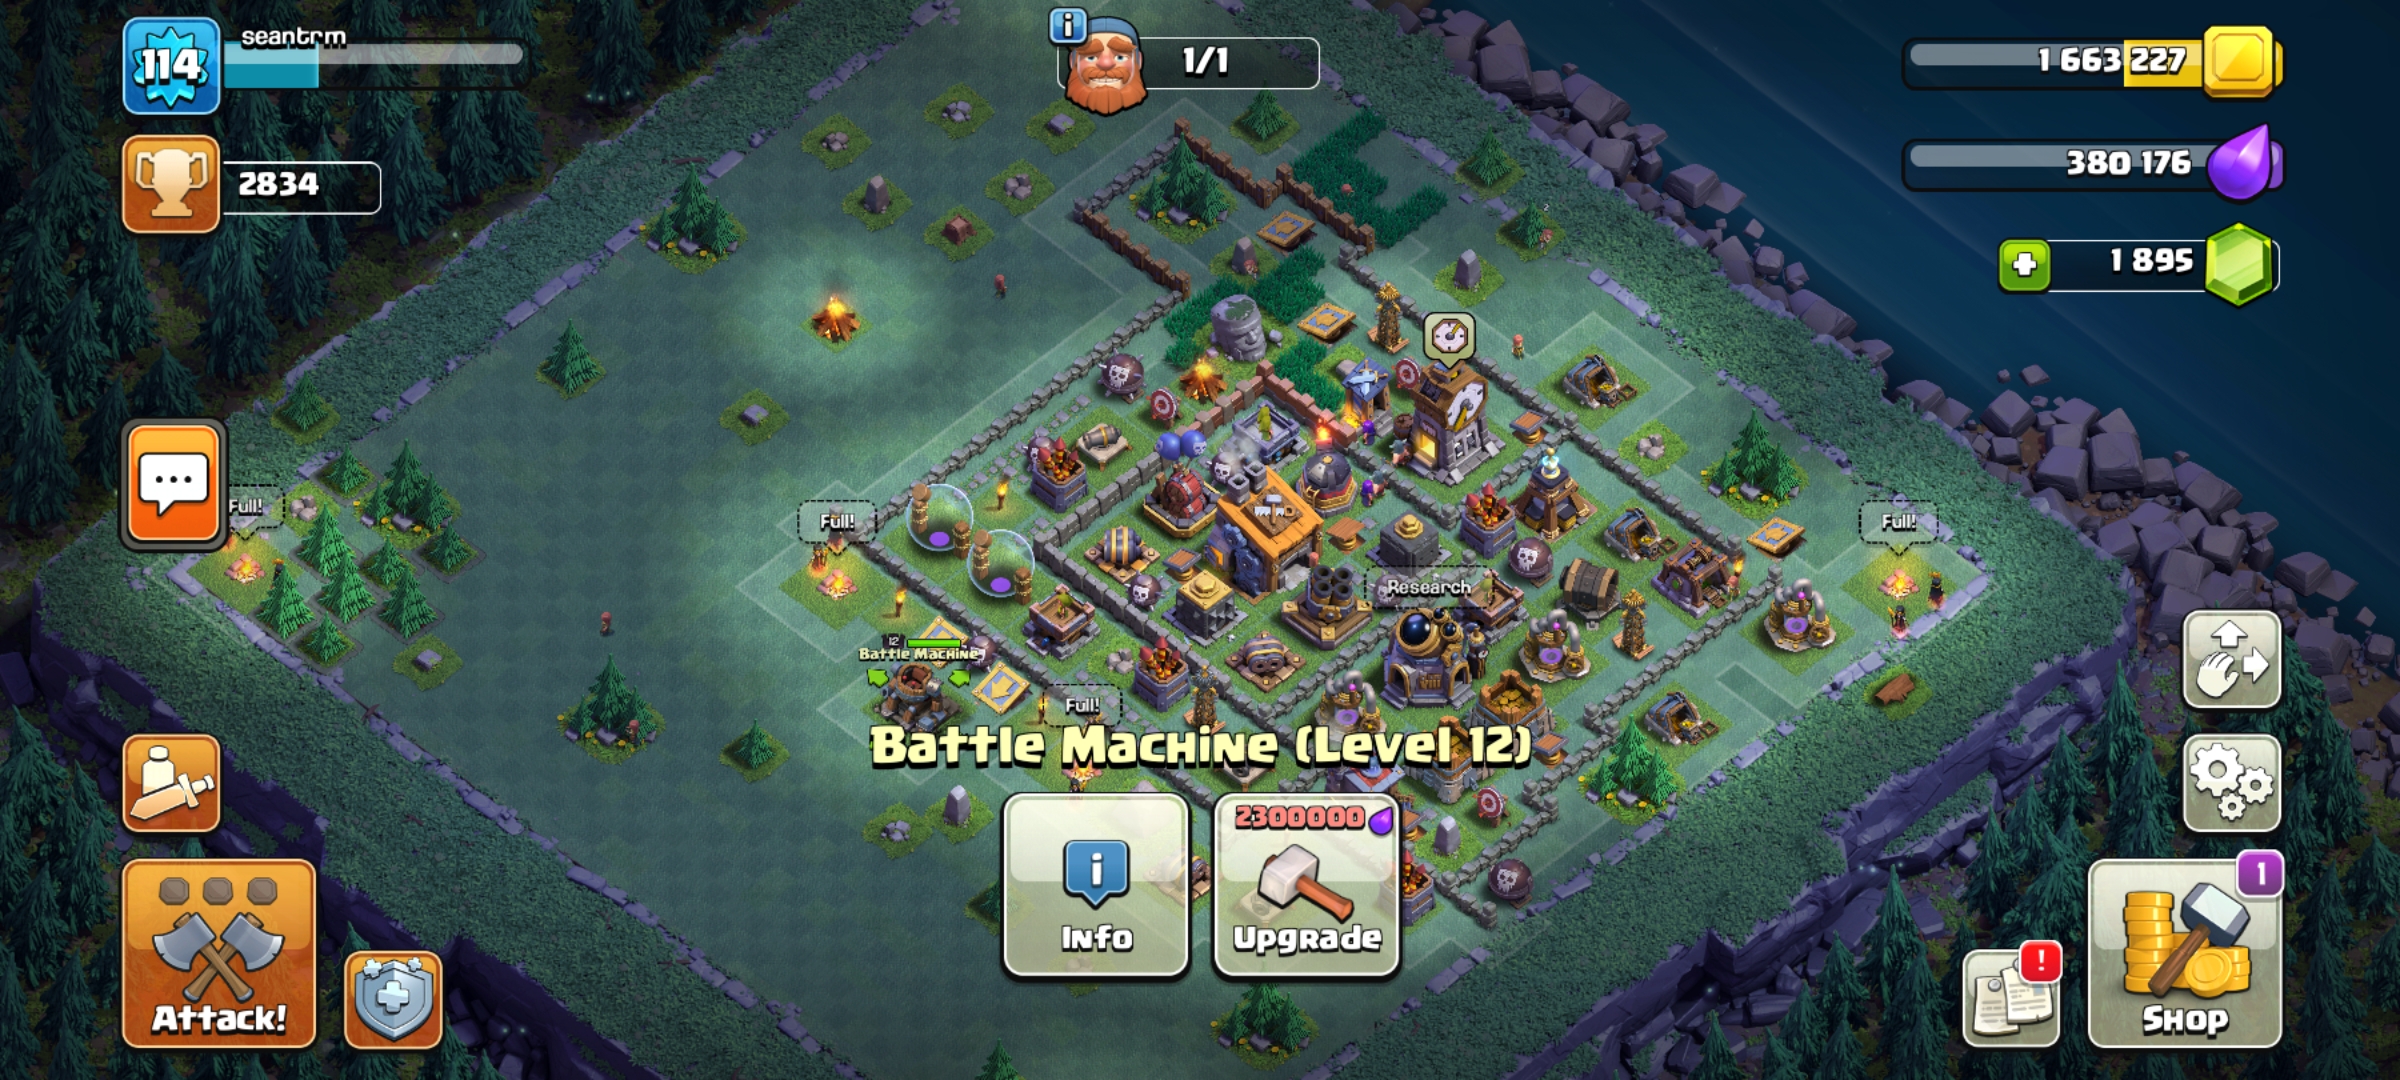 114
seantrm
1/1
1 663 227
380 176
1 895
2834
2
Full!
Full!
Full!
Research
12
Battle Machine
Full!
Battle Machine (Level 12)
2300000
Info
Upgrade
Attack!
1
!
Shop